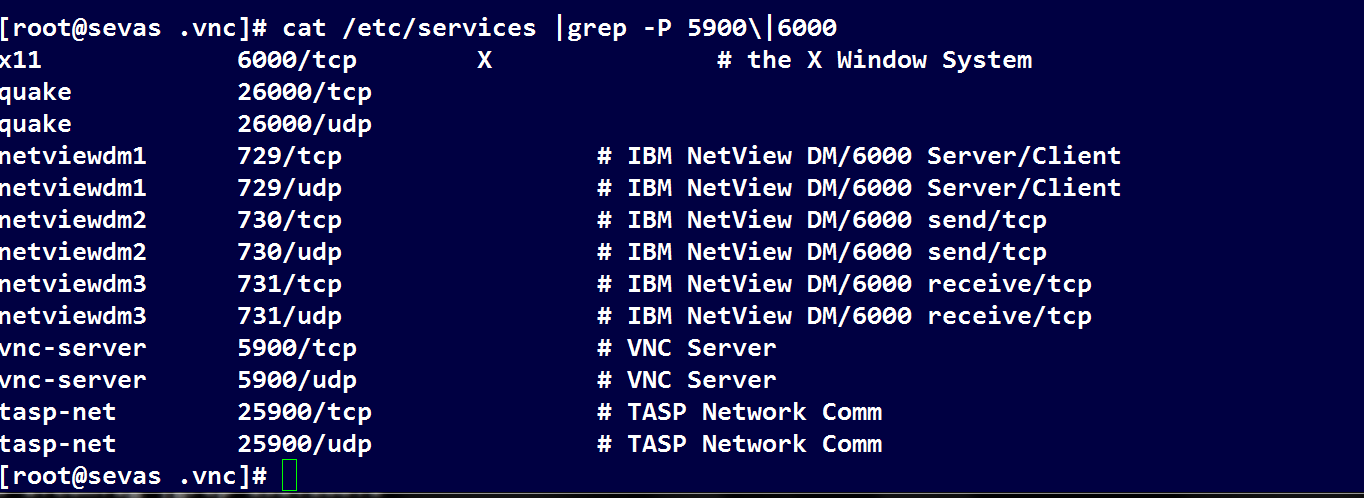 [root@sevas .vnc]# cat /etc/services |grep -P 5900\|6000
x11 6000/tcp X # the X Window System
quake 26000/tcp
quake 26000/udp
netviewdm1 729/tcp # IBM NetView DM/6000 Server/Client
netviewdm1 729/udp # IBM NetView DM/6000 Server/Client
netviewdm2 730/tcp # IBM NetView DM/6000 send/tcp
netviewdm2 730/udp # IBM NetView DM/6000 send/tcp
netviewdm3 731/tcp # IBM NetView DM/6000 receive/tcp
netviewdm3 731/udp # IBM NetView DM/6000 receive/tcp
vnc-server 5900/tcp # VNC Server
vnc-server 5900/udp # VNC Server
tasp-net 25900/tcp # TASP Network Comm
tasp-net 25900/udp # TASP Network Comm
[root@sevas .vnc]#